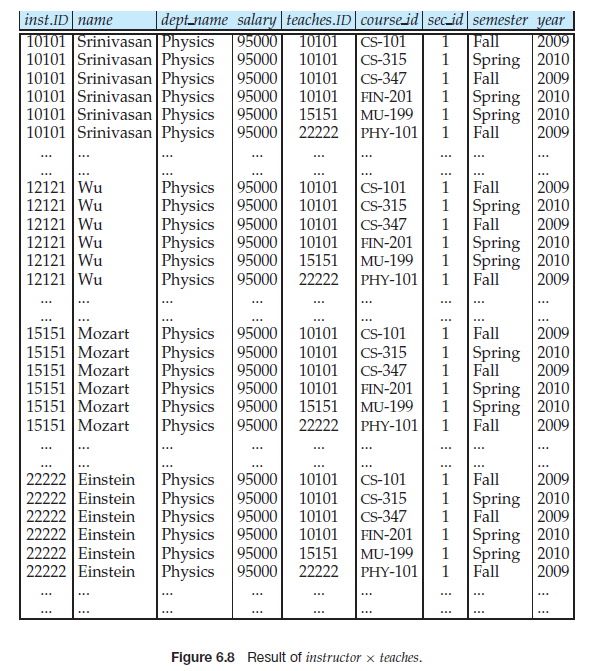 inst.ID name dept_name salary teaches.ID course_id sec_id semester year
10101 Srinivasan Physics 95000 10101 CS-101 1 Fall 2009
10101 Srinivasan Physics 95000 10101 CS-315 1 Spring 2010
10101 Srinivasan Physics 95000 10101 CS-347 1 Fall 2009
10101 Srinivasan Physics 95000 10101 FIN-201 1 Spring 2010
10101 Srinivasan Physics 95000 15151 MU-199 1 Spring 2010
10101 Srinivasan Physics 95000 22222 PHY-101 1 Fall 2009
... ... ... ... ... ... ... ... ...
... ... ... ... ... ... ... ... ...
12121 Wu Physics 95000 10101 CS-101 1 Fall 2009
12121 Wu Physics 95000 10101 CS-315 1 Spring 2010
12121 Wu Physics 95000 10101 CS-347 1 Fall 2009
12121 Wu Physics 95000 10101 FIN-201 1 Spring 2010
12121 Wu Physics 95000 15151 MU-199 1 Spring 2010
12121 Wu Physics 95000 22222 PHY-101 1 Fall 2009
... ... ... ... ... ... ... ... ...
... ... ... ... ... ... ... ... ...
15151 Mozart Physics 95000 10101 CS-101 1 Fall 2009
15151 Mozart Physics 95000 10101 CS-315 1 Spring 2010
15151 Mozart Physics 95000 10101 CS-347 1 Fall 2009
15151 Mozart Physics 95000 10101 FIN-201 1 Spring 2010
15151 Mozart Physics 95000 15151 MU-199 1 Spring 2010
15151 Mozart Physics 95000 22222 PHY-101 1 Fall 2009
... ... ... ... ... ... ... ... ...
... ... ... ... ... ... ... ... ...
22222 Einstein Physics 95000 10101 CS-101 1 Fall 2009
22222 Einstein Physics 95000 10101 CS-315 1 Spring 2010
22222 Einstein Physics 95000 10101 CS-347 1 Fall 2009
22222 Einstein Physics 95000 10101 FIN-201 1 Spring 2010
22222 Einstein Physics 95000 15151 MU-199 1 Spring 2010
22222 Einstein Physics 95000 22222 PHY-101 1 Fall 2009
... ... ... ... ... ... ... ... ...
... ... ... ... ... ... ... ... ...
Figure 6.8 Result of instructor × teaches.